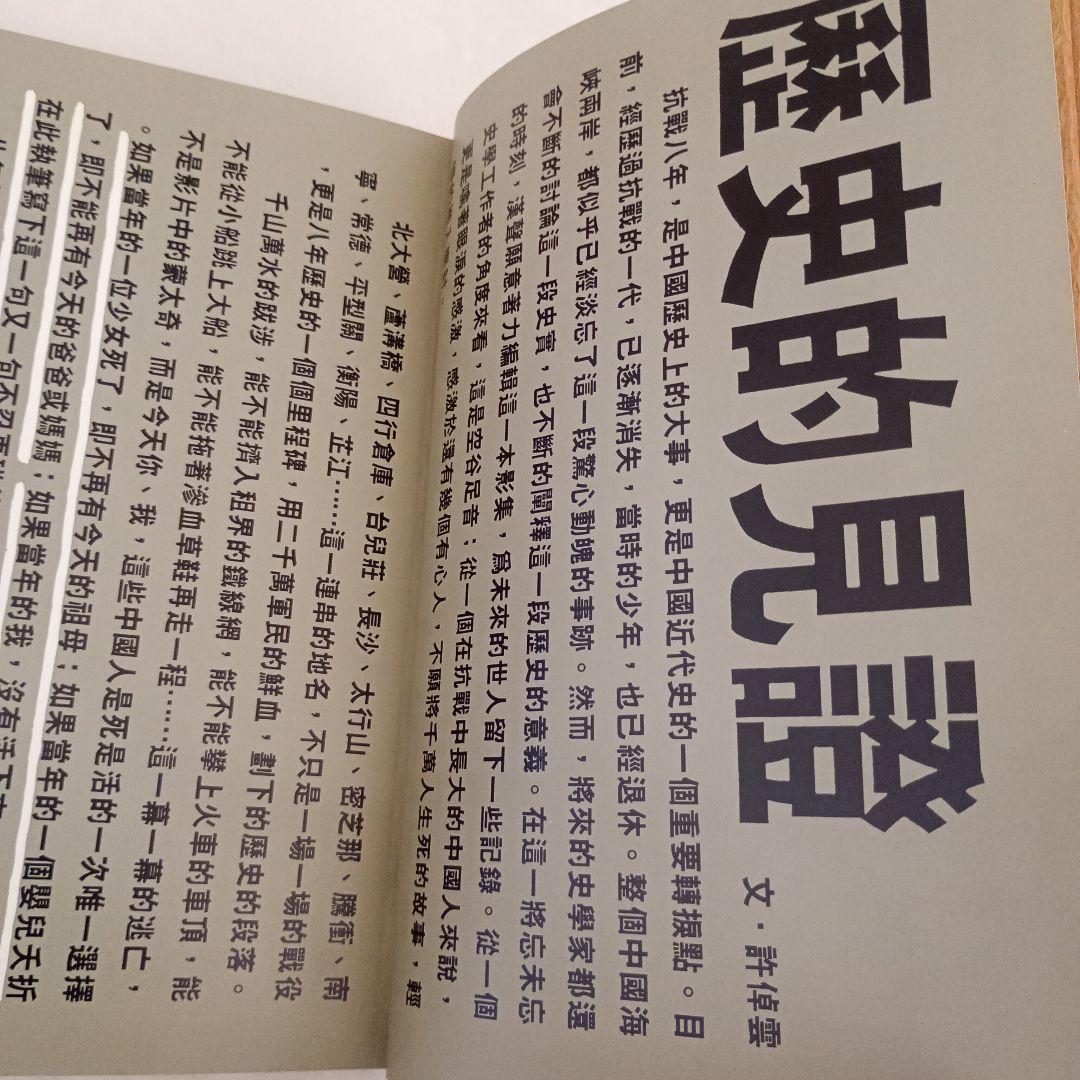 歷史的見證
文・許倬雲
抗戰八年，是中國歷史上的大事，更是中國近代史的一個重要轉捩點。目
前，經歷過抗戰的一代，已逐漸消失，當時的少年，也已經退休。整個中國海
峽兩岸，都似乎已經淡忘了這一段驚心動魄的事跡。然而，將來的史學家都還
會不斷的討論這一段史實，也不斷的闡釋這一段歷史的意義。在這一將忘未忘
的時刻，漢聲願意著力編輯這一本影集，爲未來的世人留下一些記錄。從一個
史學工作者的角度來看，這是空谷足音；從一個在抗戰中長大的中國人來說，
更是噙著眼淚的感激，感激於還有幾個有心人，不願將千萬人生死的故事，輕
北大營、蘆溝橋、四行倉庫、台兒莊、長沙、太行山、密芝那、騰衝、南
寧、常德、平型關、衡陽、芷江……這一連串的地名，不只是一場一場的戰役
，更是八年歷史的一個個里程碑，用二千萬軍民的鮮血，劃下的歷史的段落。
千山萬水的跋涉，能不能擠入租界的鐵線網，能不能攀上火車的車頂，能
不能從小船跳上大船，能不能拖著滲血草鞋再走一程……這一幕一幕的逃亡，
不是影片中的蒙太奇，而是今天你、我，這些中國人是死是活的一次唯一選擇
。如果當年的一位少女死了，即不再有今天的祖母；如果當年的一個嬰兒夭折
了，即不能再有今天的爸爸或媽媽；如果當年的我，沒有活下
在此執筆寫下這一句又一句不忍